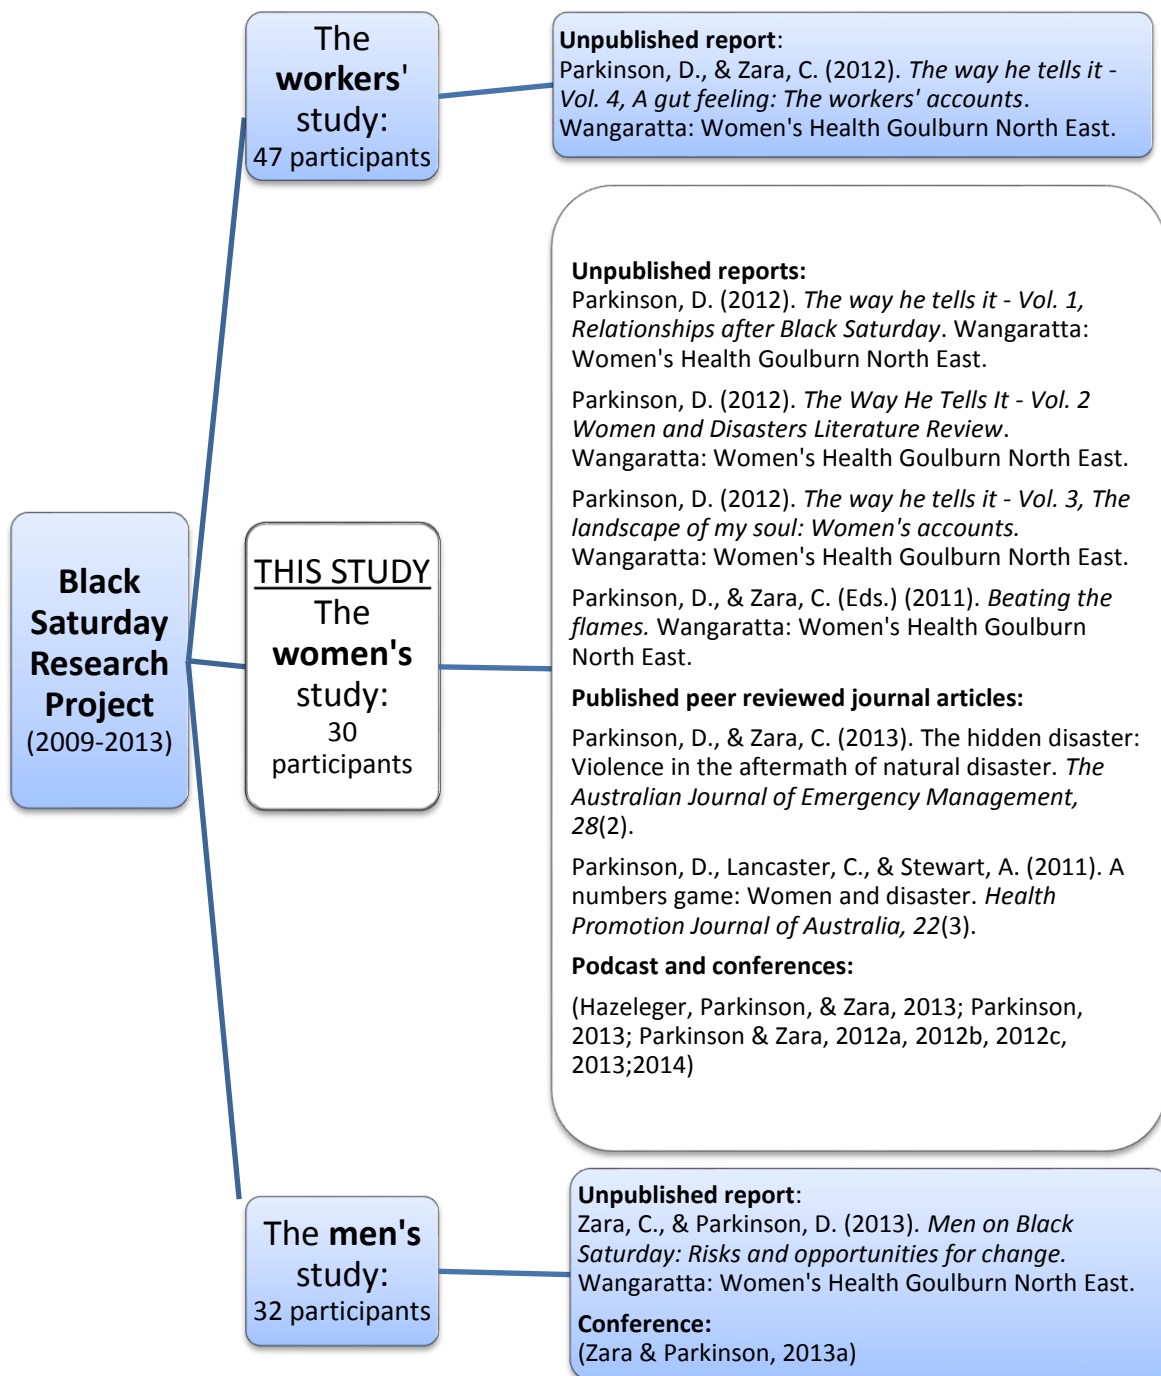 Black
Saturday
Research
Project
(2009-2013)
The
workers'
study:
47 participants
Unpublished report:
Parkinson, D., & Zara, C. (2012). The way he tells it -
Vol. 4, A gut feeling: The workers' accounts.
Wangaratta: Women's Health Goulburn North East.
THIS STUDY
The
women's
study:
30
participants
Unpublished reports:
Parkinson, D. (2012). The way he tells it - Vol. 1,
Relationships after Black Saturday. Wangaratta:
Women's Health Goulburn North East.
Parkinson, D. (2012). The Way He Tells It - Vol. 2
Women and Disasters Literature Review.
Wangaratta: Women's Health Goulburn North East.
Parkinson, D. (2012). The way he tells it - Vol. 3, The
landscape of my soul: Women's accounts.
Wangaratta: Women's Health Goulburn North East.
Parkinson, D., & Zara, C. (Eds.) (2011). Beating the
flames. Wangaratta: Women's Health Goulburn
North East.
Published peer reviewed journal articles:
Parkinson, D., & Zara, C. (2013). The hidden disaster:
Violence in the aftermath of natural disaster. The
Australian Journal of Emergency Management,
28(2).
Parkinson, D., Lancaster, C., & Stewart, A. (2011). A
numbers game: Women and disaster. Health
Promotion Journal of Australia, 22(3).
Podcast and conferences:
(Hazeleger, Parkinson, & Zara, 2013; Parkinson,
2013; Parkinson & Zara, 2012a, 2012b, 2012c,
2013;2014)
The men's
study:
32 participants
Unpublished report:
Zara, C., & Parkinson, D. (2013). Men on Black
Saturday: Risks and opportunities for change.
Wangaratta: Women's Health Goulburn North East.
Conference:
(Zara & Parkinson, 2013a)